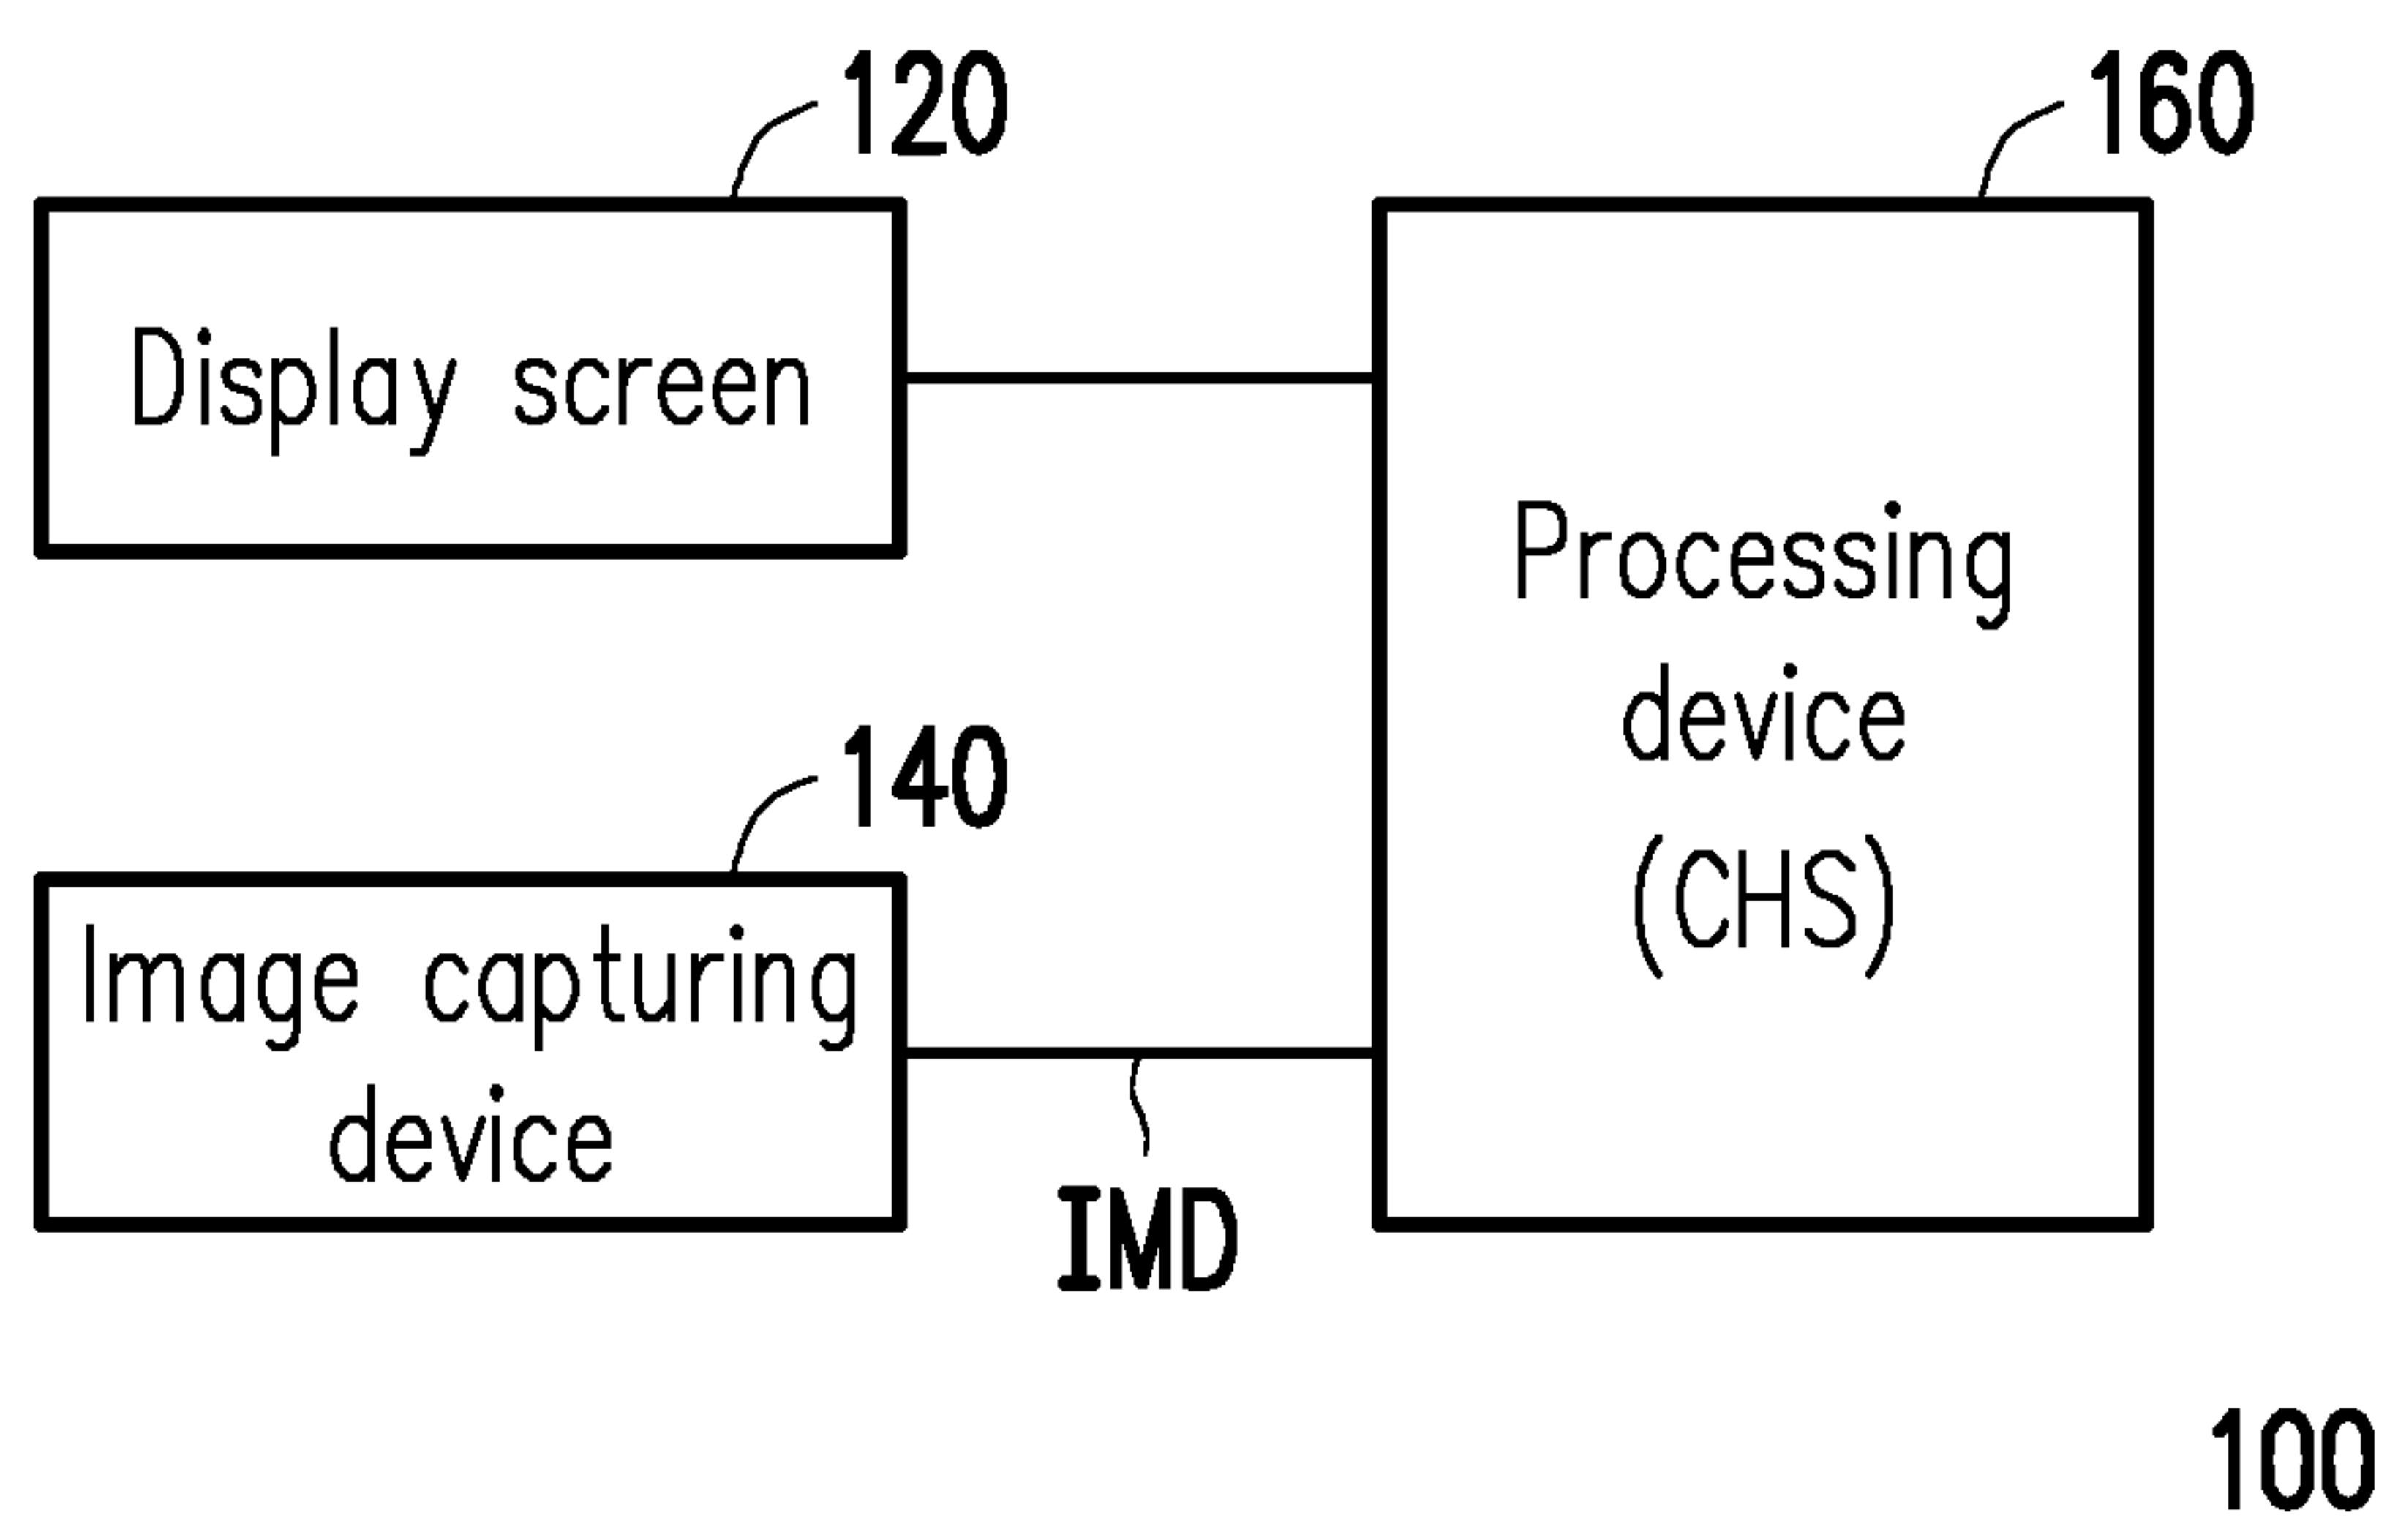 120
Display screen
160
Processing
device
(CHS)
140
Image capturing
device
IMD
100